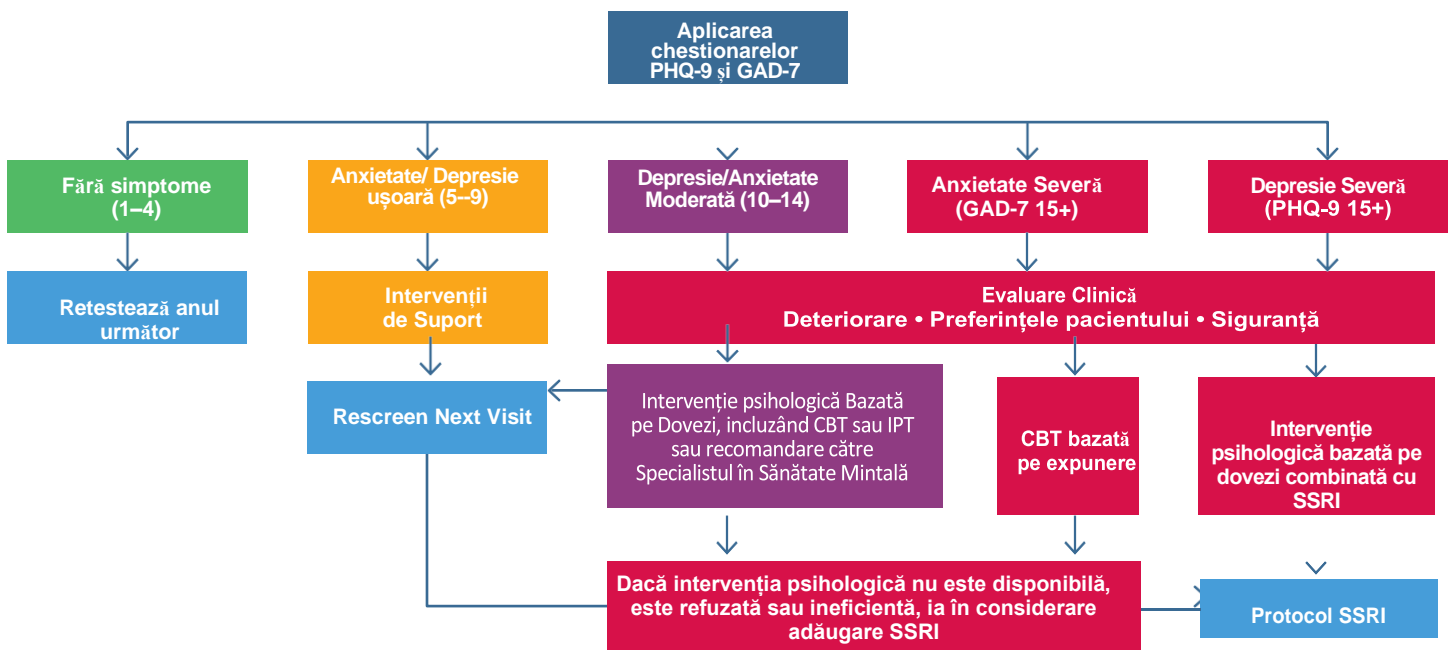 Aplicarea
chestionarelor
PHQ-9 și GAD-7
Fără simptome
(1–4)
Anxietate/ Depresie
ușoară (5--9)
Depresie/Anxietate
Moderată (10–14)
Anxietate Severă
(GAD-7 15+)
Depresie Severă
(PHQ-9 15+)
Retestează anul
următor
Intervenții
de Suport
Evaluare Clinică
Deteriorare • Preferințele pacientului • Siguranță
Rescreen Next Visit
Intervenție psihologică Bazată
pe Dovezi, incluzând CBT sau IPT
sau recomandare către
Specialistul în Sănătate Mintală
CBT bazată
pe expunere
Intervenție
psihologică bazată pe
dovezi combinată cu
SSRI
Dacă intervenția psihologică nu este disponibilă,
este refuzată sau ineficientă, ia în considerare
adăugare SSRI
Protocol SSRI